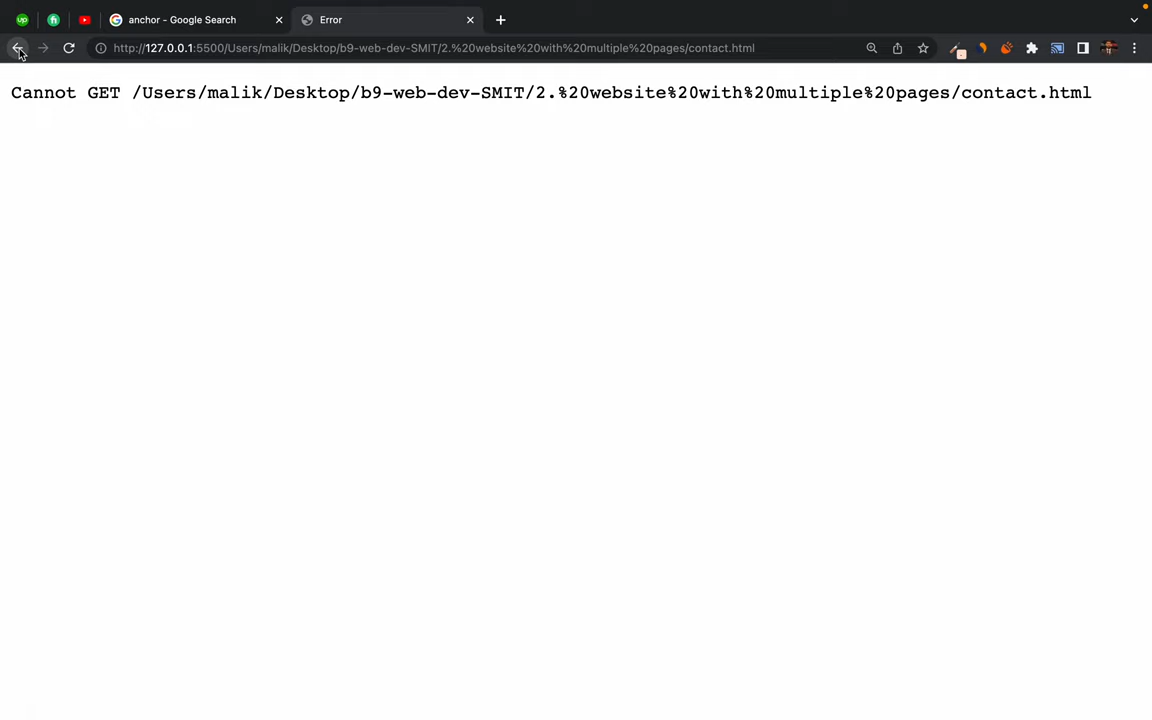 up
anchor - Google Search
Error
http://127.0.0.1:5500/Users/malik/Desktop/b9-web-dev-SMIT/2.%20website%20with%20multiple%20pages/contact.html
Cannot GET /Users/malik/Desktop/b9-web-dev-SMIT/2.%20website%20with%20multiple%20pages/contact.html